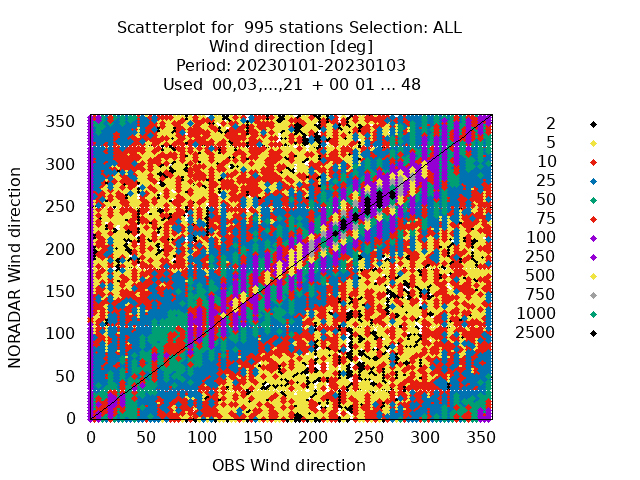 Scatterplot for  995 stations Selection: ALL
Wind direction [deg]
Period: 20230101-20230103
Used  00,03,...,21  + 00 01 ... 48
NORADAR Wind direction
350
300
250
200
150
100
50
0
0 50 100 150 200 250 300 350
OBS Wind direction
2
5
10
25
50
75
100
250
500
750
1000
2500